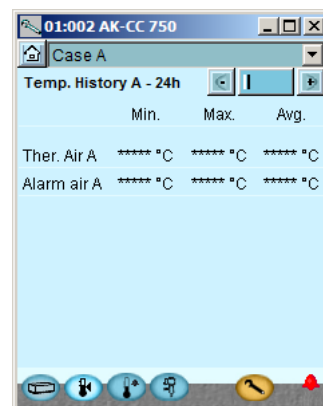 01:002 AK-CC 750
Case A
Temp. History A - 24h
Min. Max. Avg.
Ther. Air A ***** °C ***** °C ***** °C
Alarm air A ***** °C ***** °C ***** °C